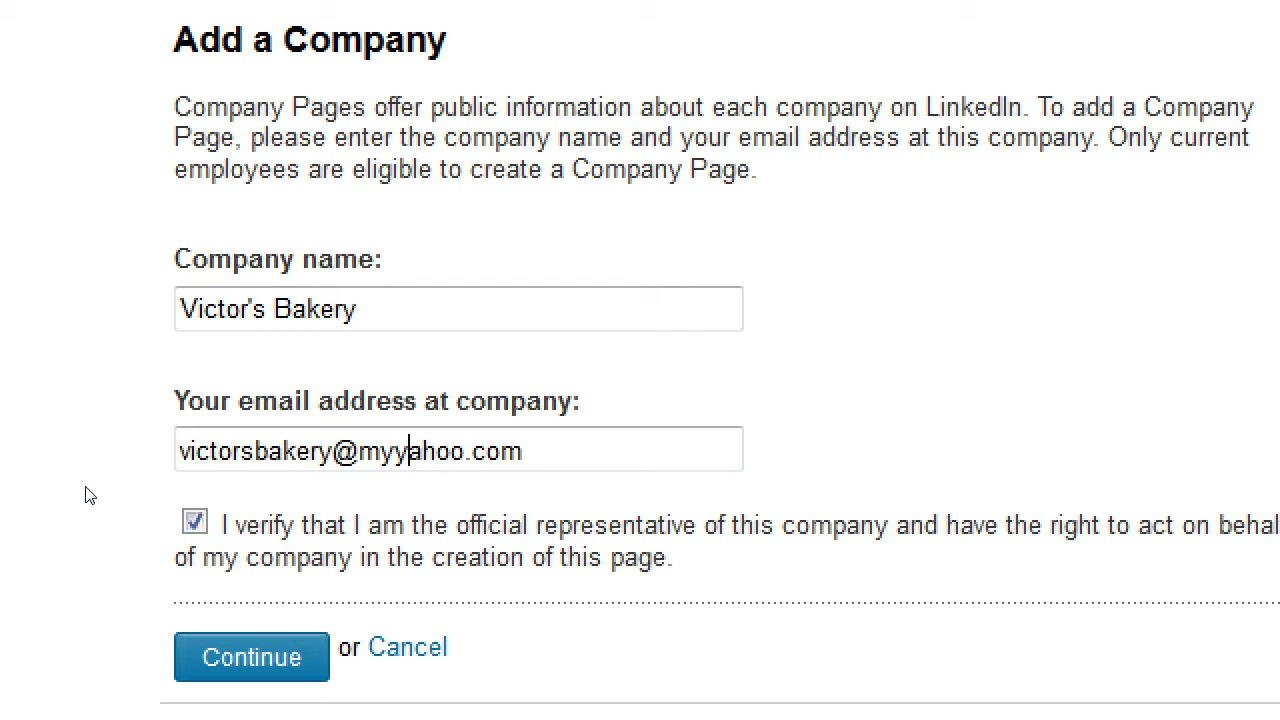 Add a Company
Company Pages offer public information about each company on LinkedIn. To add a Company
Page, please enter the company name and your email address at this company. Only current
employees are eligible to create a Company Page.
Company name:
Victor's Bakery
Your email address at company:
victorsbakery@myyahoo.com
I verify that I am the official representative of this company and have the right to act on behal
of my company in the creation of this page.
Continue or Cancel